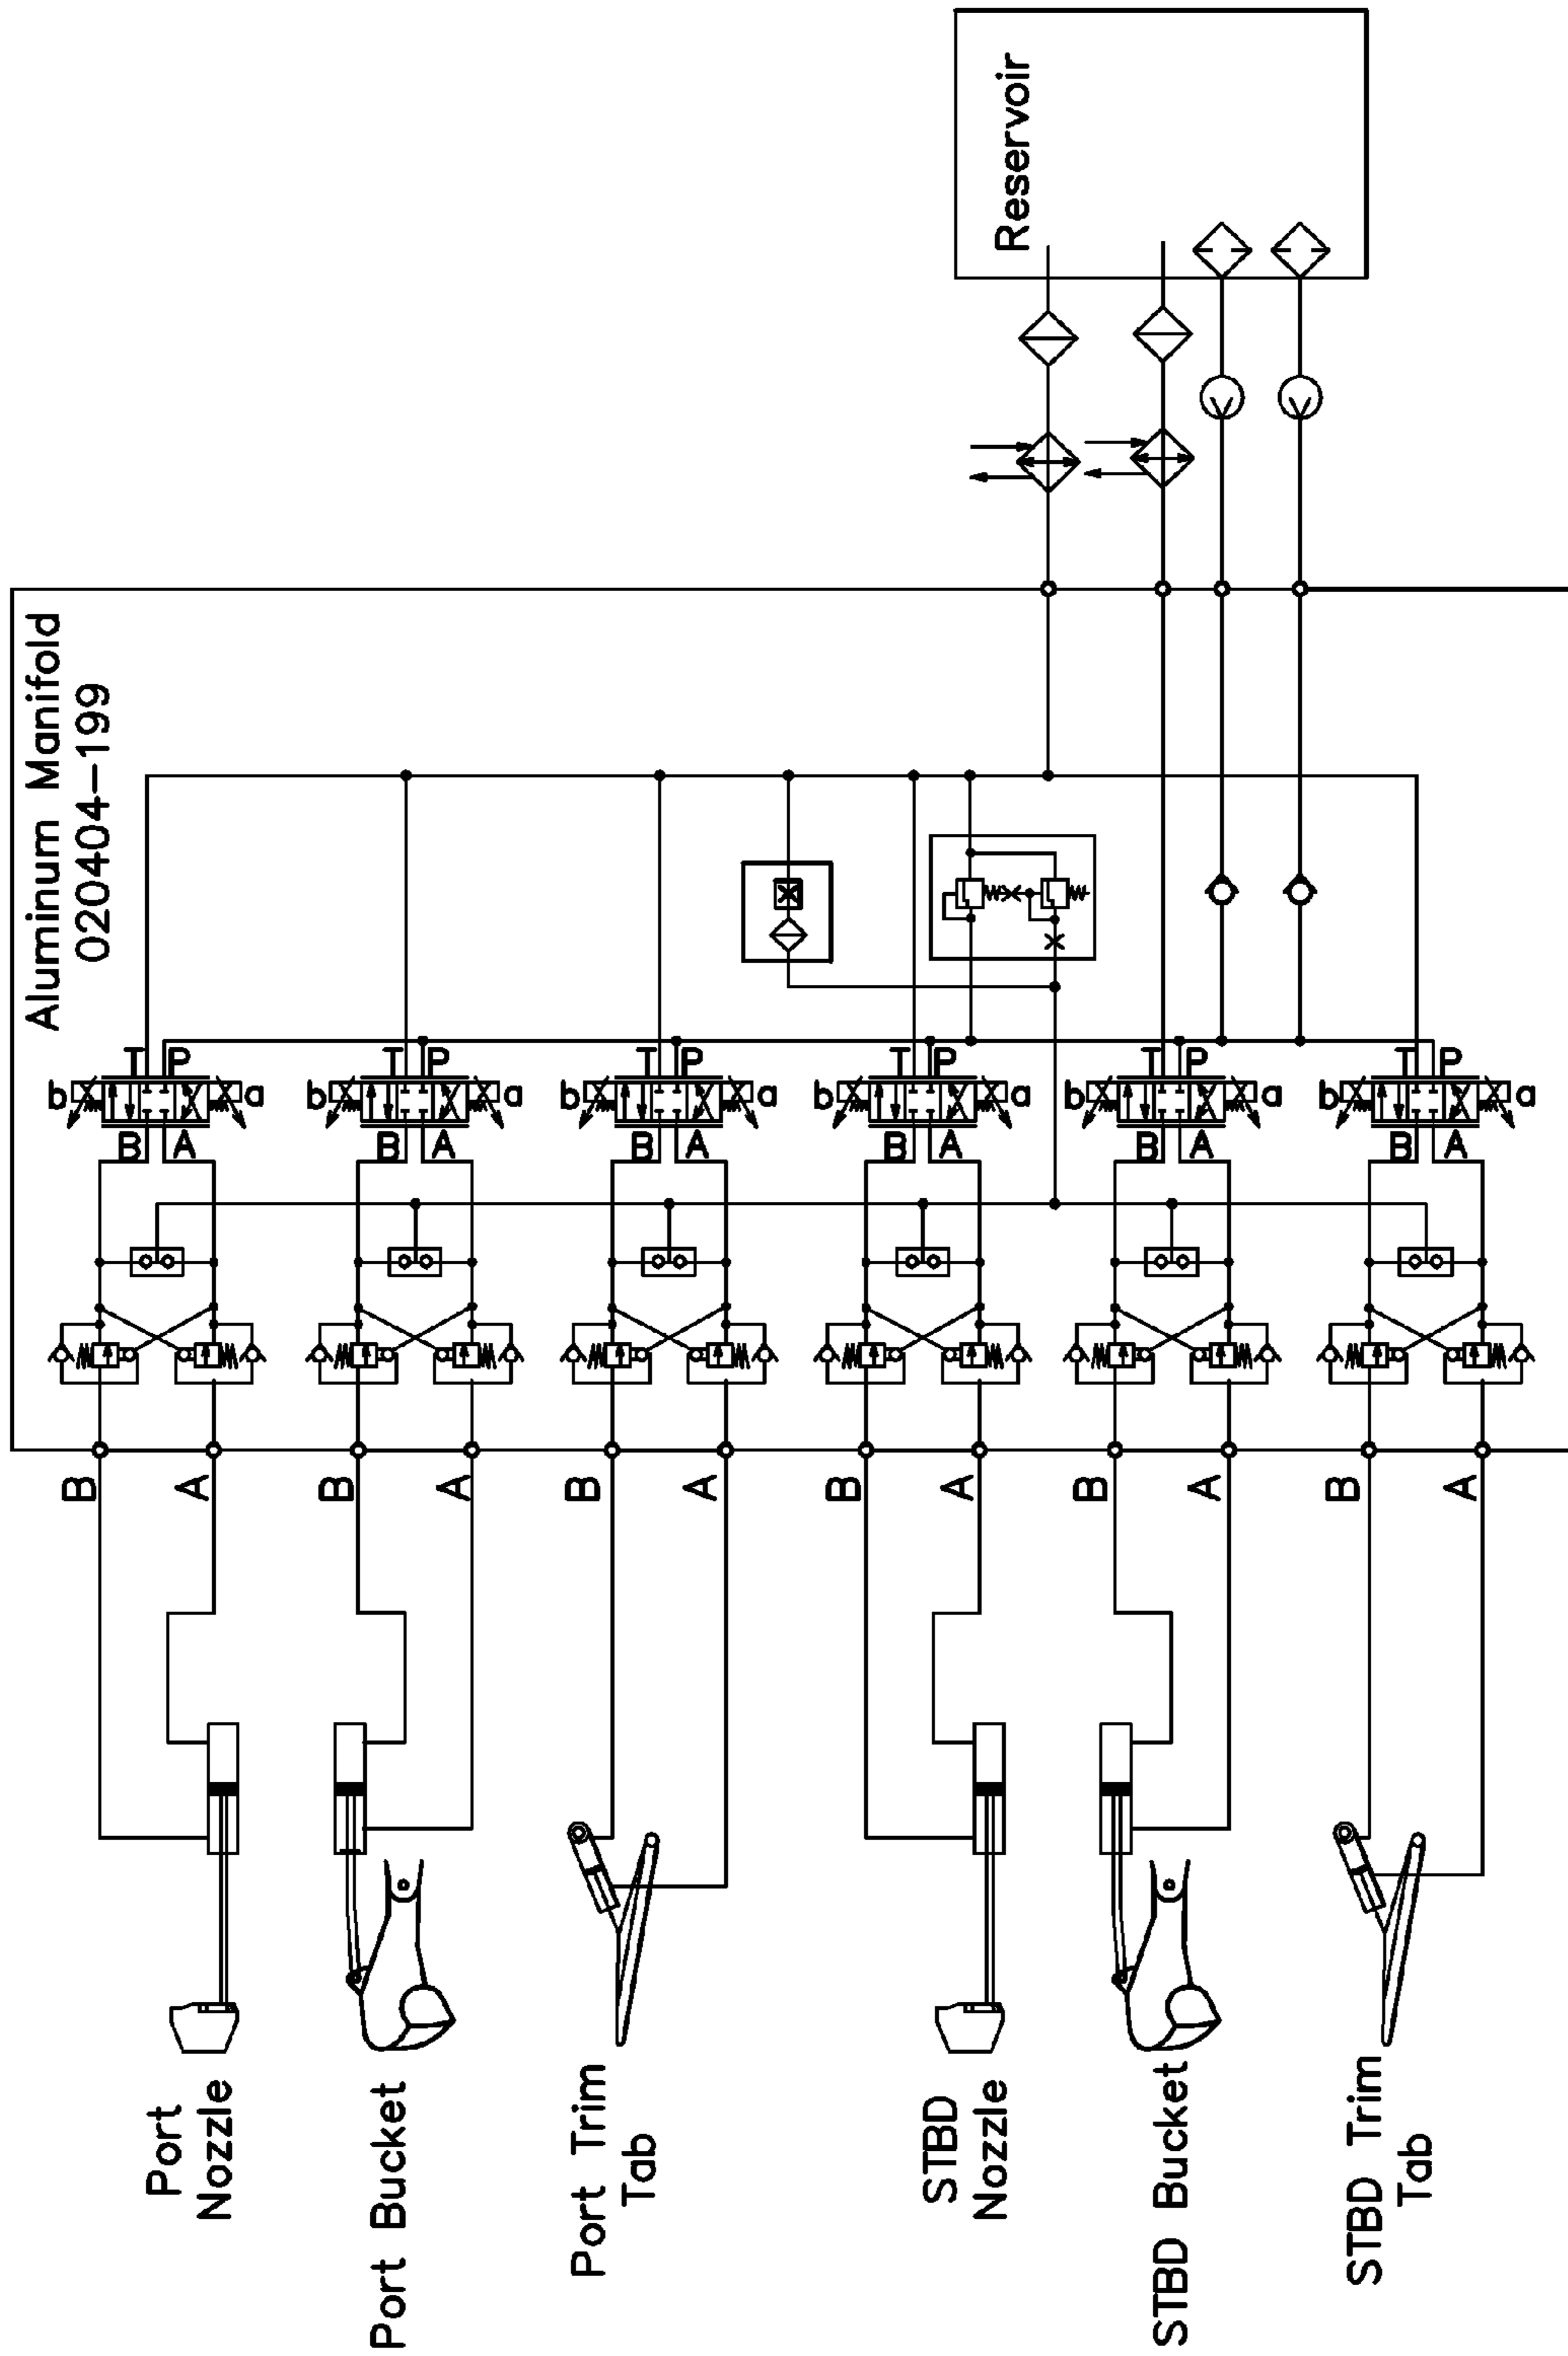 Aluminum Manifold
020404-199
Reservoir
b
T
P
a
B
A
b
T
P
a
B
A
b
T
P
a
B
A
b
T
P
a
B
A
b
T
P
a
B
A
b
T
P
a
B
A
B
A
B
A
B
A
B
A
B
A
B
A
Port
Nozzle
Port Bucket
Port Trim
Tab
STBD
Nozzle
STBD Bucket
STBD Trim
Tab